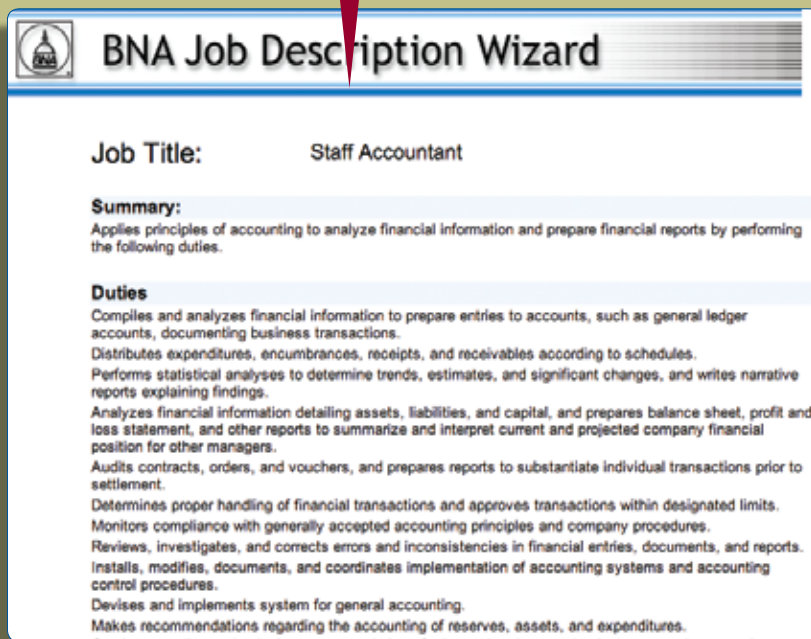 BNA
BNA Job Description Wizard
Job Title: Staff Accountant
Summary:
Applies principles of accounting to analyze financial information and prepare financial reports by performing
the following duties.
Duties
Compiles and analyzes financial information to prepare entries to accounts, such as general ledger
accounts, documenting business transactions.
Distributes expenditures, encumbrances, receipts, and receivables according to schedules.
Performs statistical analyses to determine trends, estimates, and significant changes, and writes narrative
reports explaining findings.
Analyzes financial information detailing assets, liabilities, and capital, and prepares balance sheet, profit and
loss statement, and other reports to summarize and interpret current and projected company financial
position for other managers.
Audits contracts, orders, and vouchers, and prepares reports to substantiate individual transactions prior to
settlement.
Determines proper handling of financial transactions and approves transactions within designated limits.
Monitors compliance with generally accepted accounting principles and company procedures.
Reviews, investigates, and corrects errors and inconsistencies in financial entries, documents, and reports.
Installs, modifies, documents, and coordinates implementation of accounting systems and accounting
control procedures.
Devises and implements system for general accounting.
Makes recommendations regarding the accounting of reserves, assets, and expenditures.